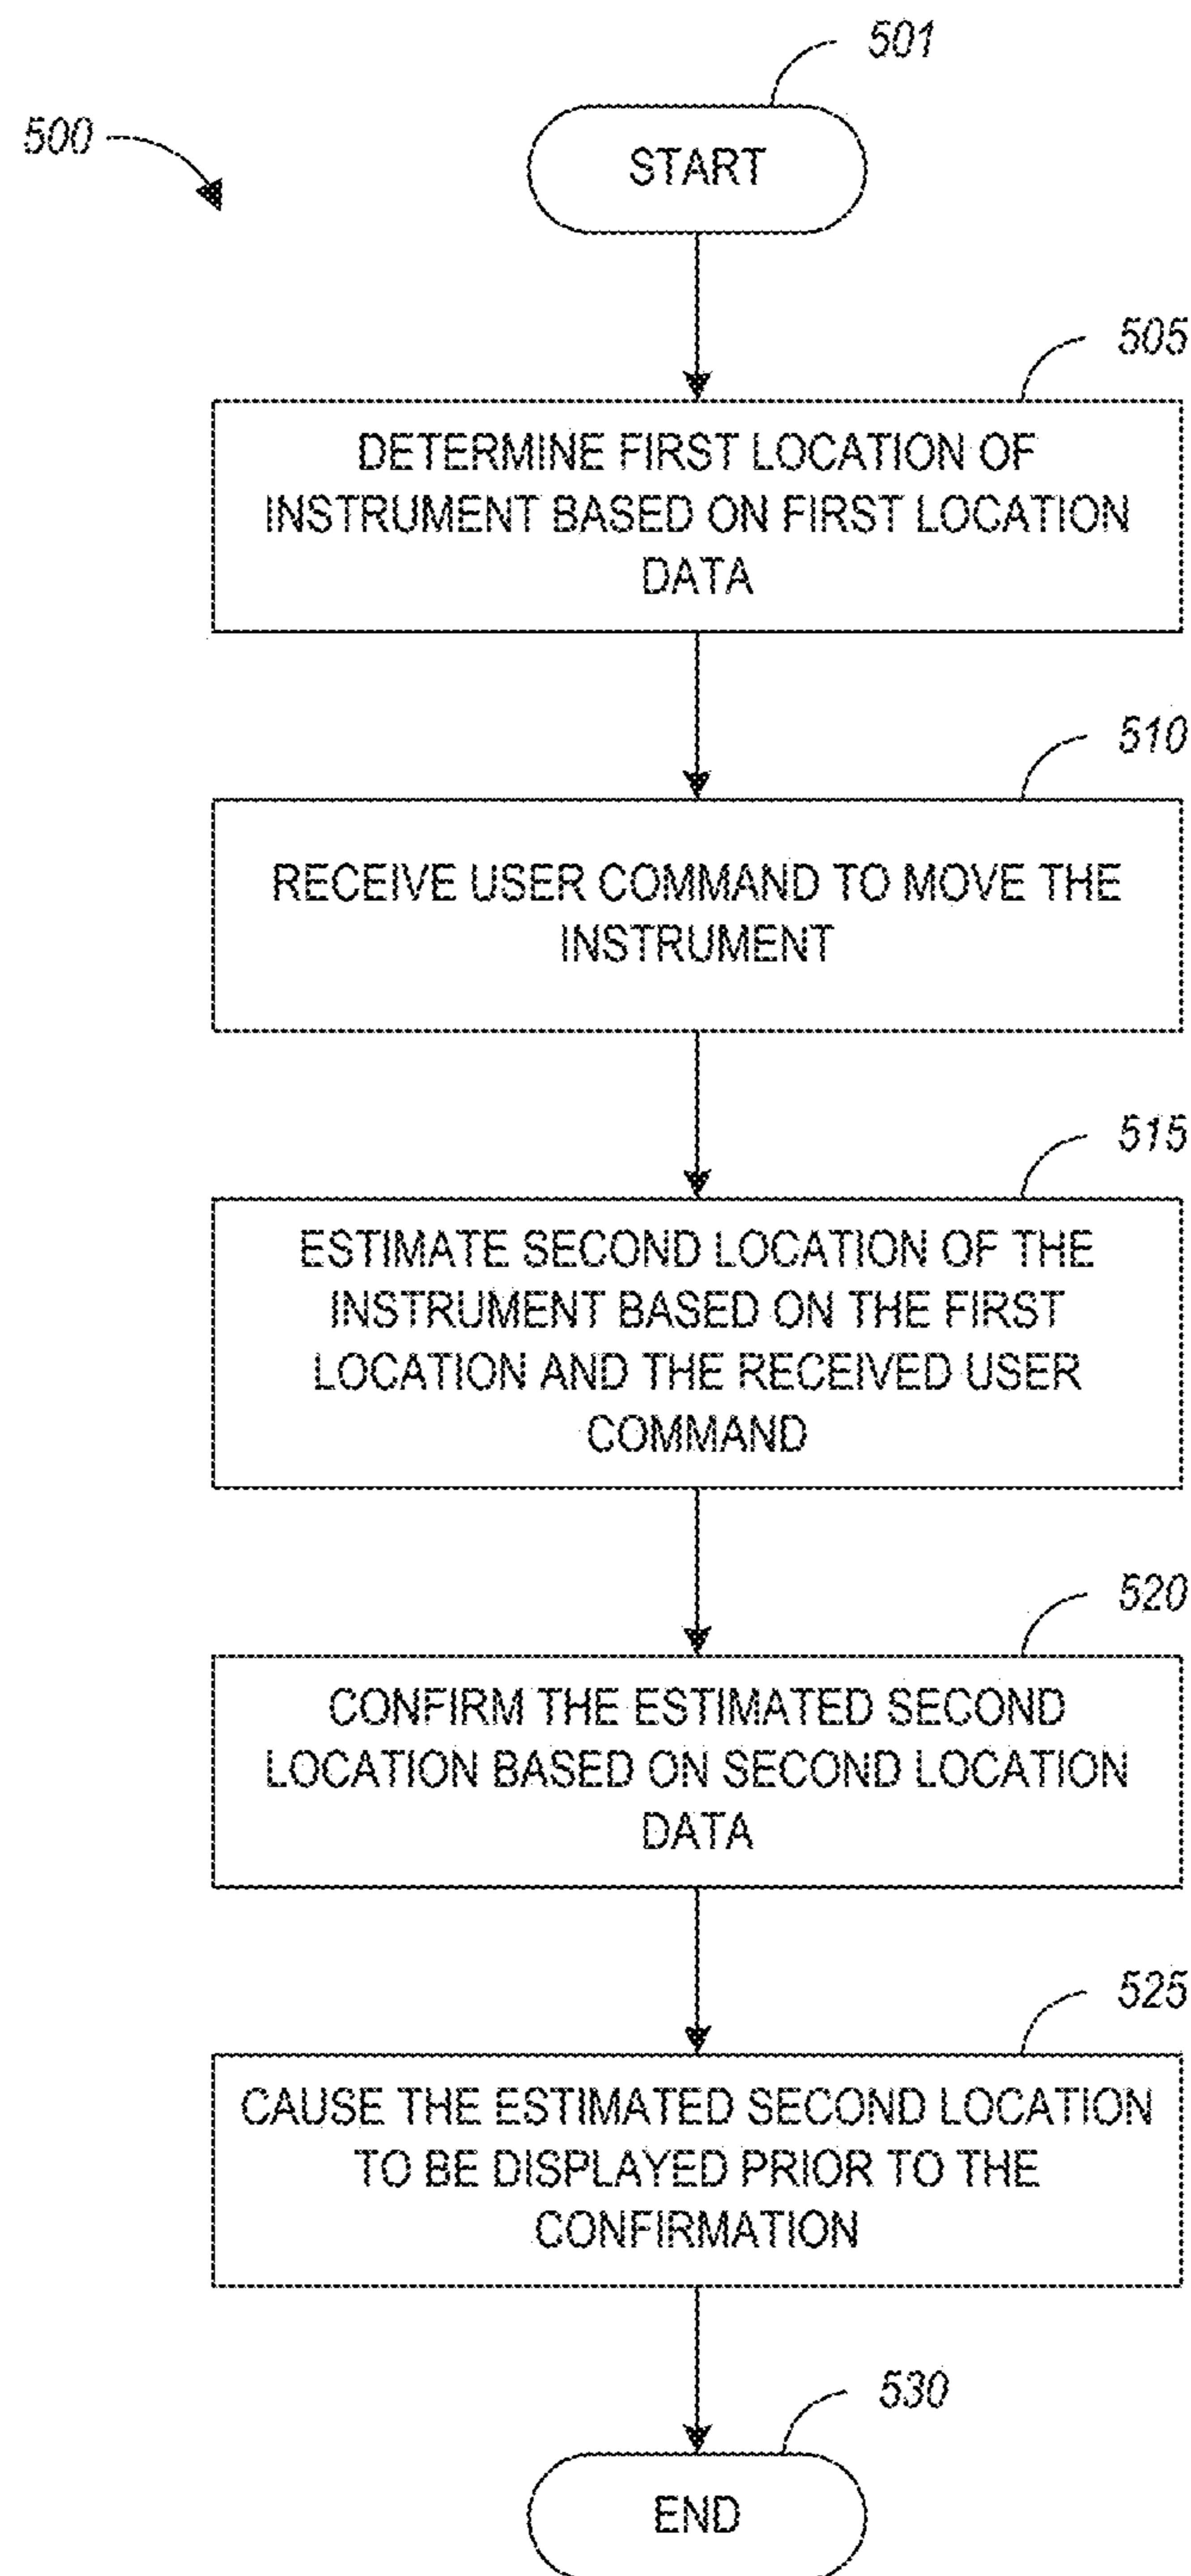 501
500
START
505
DETERMINE FIRST LOCATION OF
INSTRUMENT BASED ON FIRST LOCATION
DATA
510
RECEIVE USER COMMAND TO MOVE THE
INSTRUMENT
515
ESTIMATE SECOND LOCATION OF THE
INSTRUMENT BASED ON THE FIRST
LOCATION AND THE RECEIVED USER
COMMAND
520
CONFIRM THE ESTIMATED SECOND
LOCATION BASED ON SECOND LOCATION
DATA
525
CAUSE THE ESTIMATED SECOND LOCATION
TO BE DISPLAYED PRIOR TO THE
CONFIRMATION
530
END